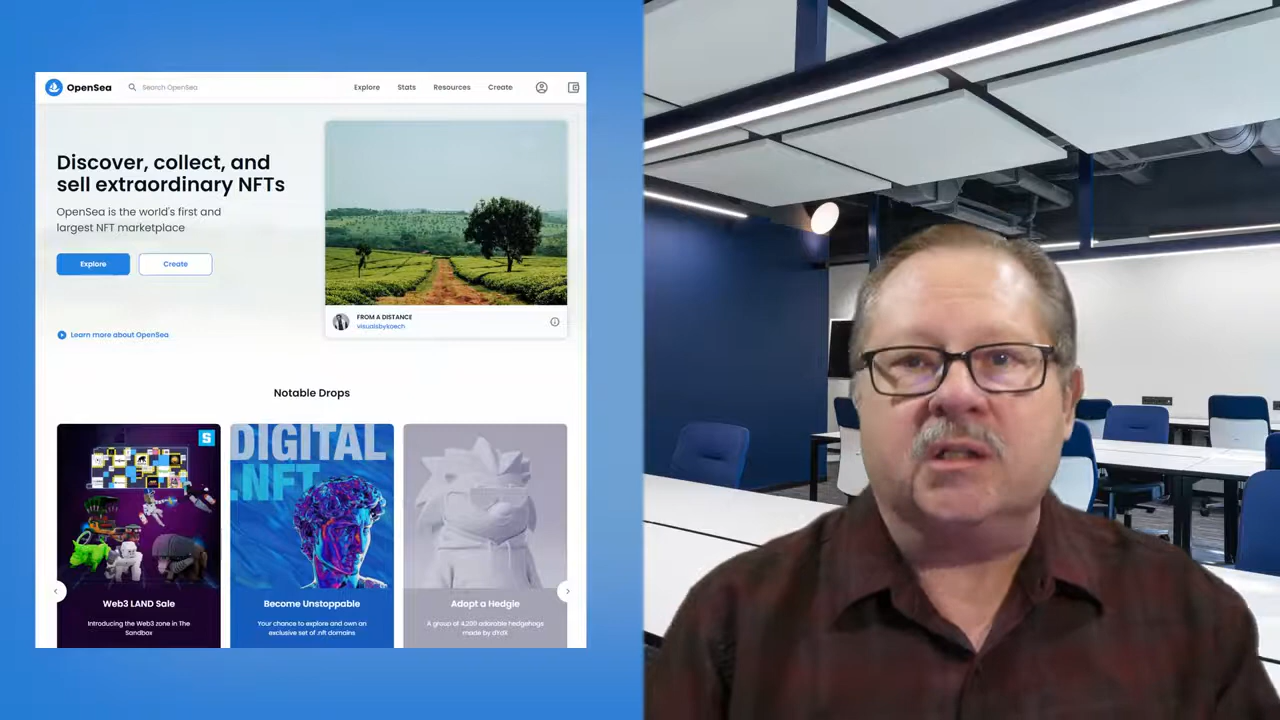 OpenSea
Search OpenSea
Explore
Stats
Resources
Create
Discover, collect, and
sell extraordinary NFTs
OpenSea is the world's first and
largest NFT marketplace
Explore
Create
Learn more about OpenSea
FROM A DISTANCE
visualsbykoech
Notable Drops
S
DIGITAL
.NFT
Web3 LAND Sale
Introducing the Web3 zone in The
Sandbox
Become Unstoppable
Your chance to explore and own an
exclusive set of .nft domains
Adopt a Hedgie
A group of 4,200 adorable hedgehogs
made by dYdX